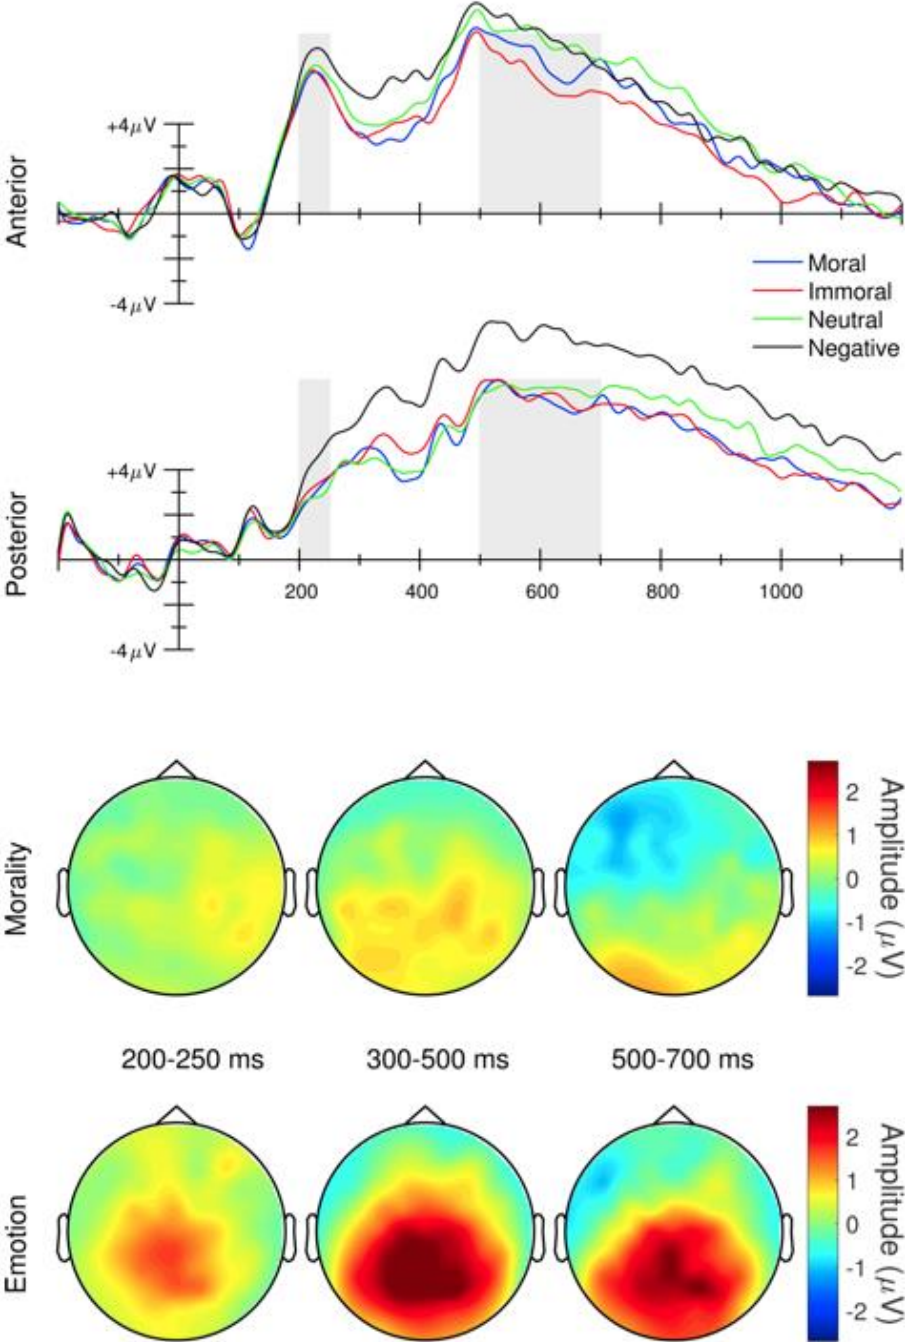 Anterior
+4μV
-4μV
Moral
Immoral
Neutral
Negative
Posterior
+4μV
-4μV
200
400
600
800
1000
Morality
2
1
0
-1
-2
Amplitude (μV)
200-250 ms
300-500 ms
500-700 ms
Emotion
2
1
0
-1
-2
Amplitude (μV)